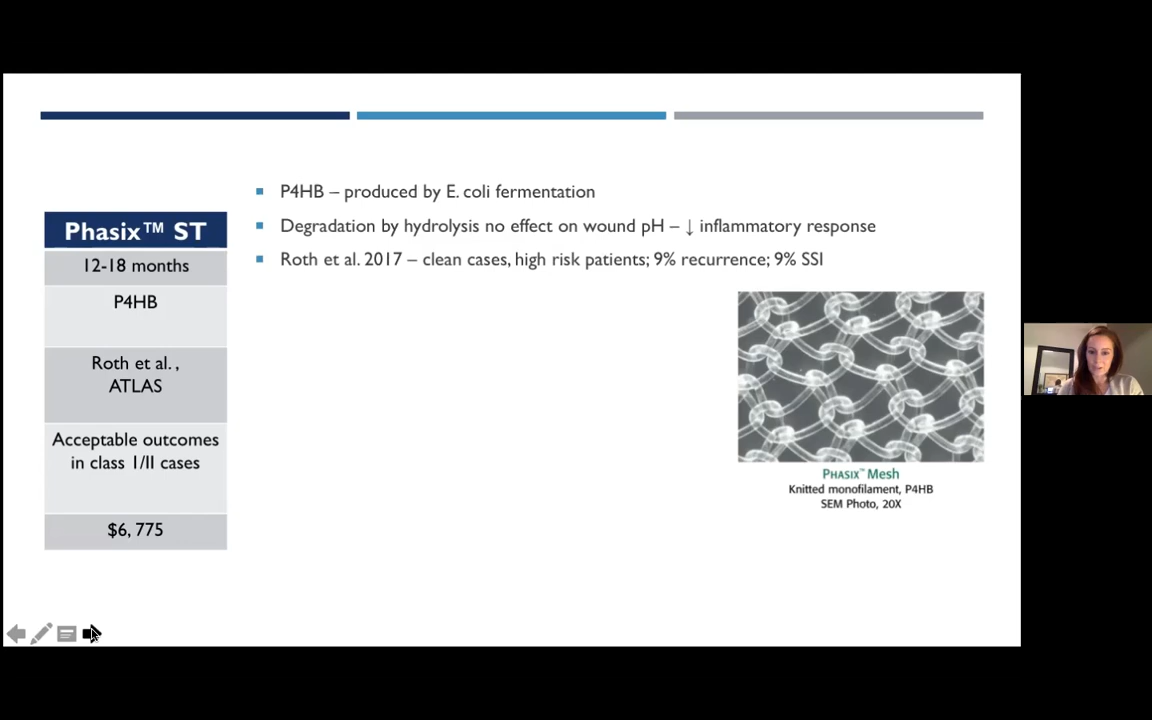 Phasix™ ST
12-18 months
P4HB
Roth et al. ,
ATLAS
Acceptable outcomes
in class 1/II cases
$6, 775
P4HB – produced by E. coli fermentation
Degradation by hydrolysis no effect on wound pH – ↓ inflammatory response
Roth et al. 2017 – clean cases, high risk patients; 9% recurrence; 9% SSI
PHASIX™ Mesh
Knitted monofilament, P4HB
SEM Photo, 20X